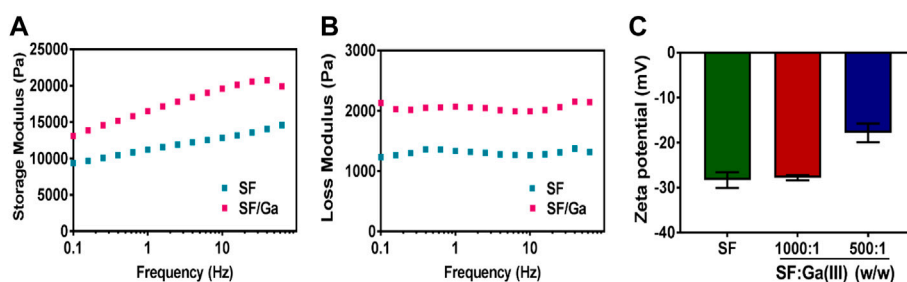 A
Storage Modulus (Pa)
25000
20000
15000
10000
5000
0
0.1
1
10
Frequency (Hz)
SF
SF/Ga
B
Loss Modulus (Pa)
3000
2000
1000
0
0.1
1
10
Frequency (Hz)
SF
SF/Ga
C
Zeta potential (mV)
0
-10
-20
-30
-40
SF
1000:1
500:1
SF:Ga(III) (w/w)